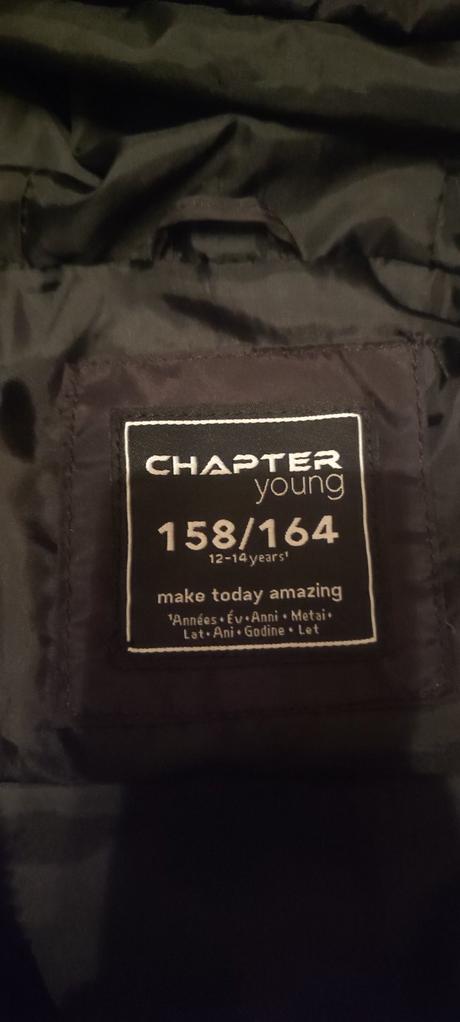 CHAPTER
young
158/164
12-14 years¹
make today amazing
¹Années • Év • Anni • Metai •
Lat • Ani • Godine • Let